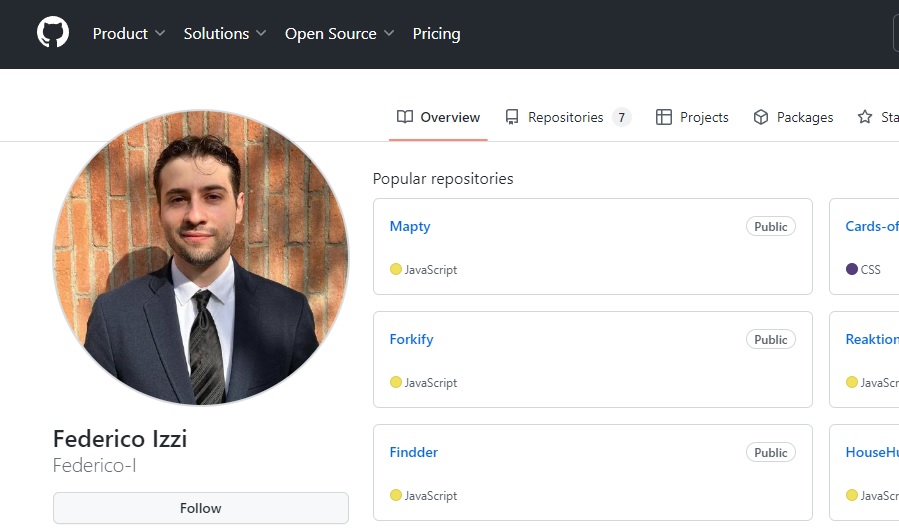 Product Solutions Open Source Pricing
Overview Repositories 7 Projects Packages Sta
Popular repositories
Mapty Public
JavaScript
Cards-of
CSS
Forkify Public
JavaScript
Reaktion
JavaScr
Findder Public
JavaScript
HouseHu
JavaScr
Federico Izzi
Federico-I
Follow